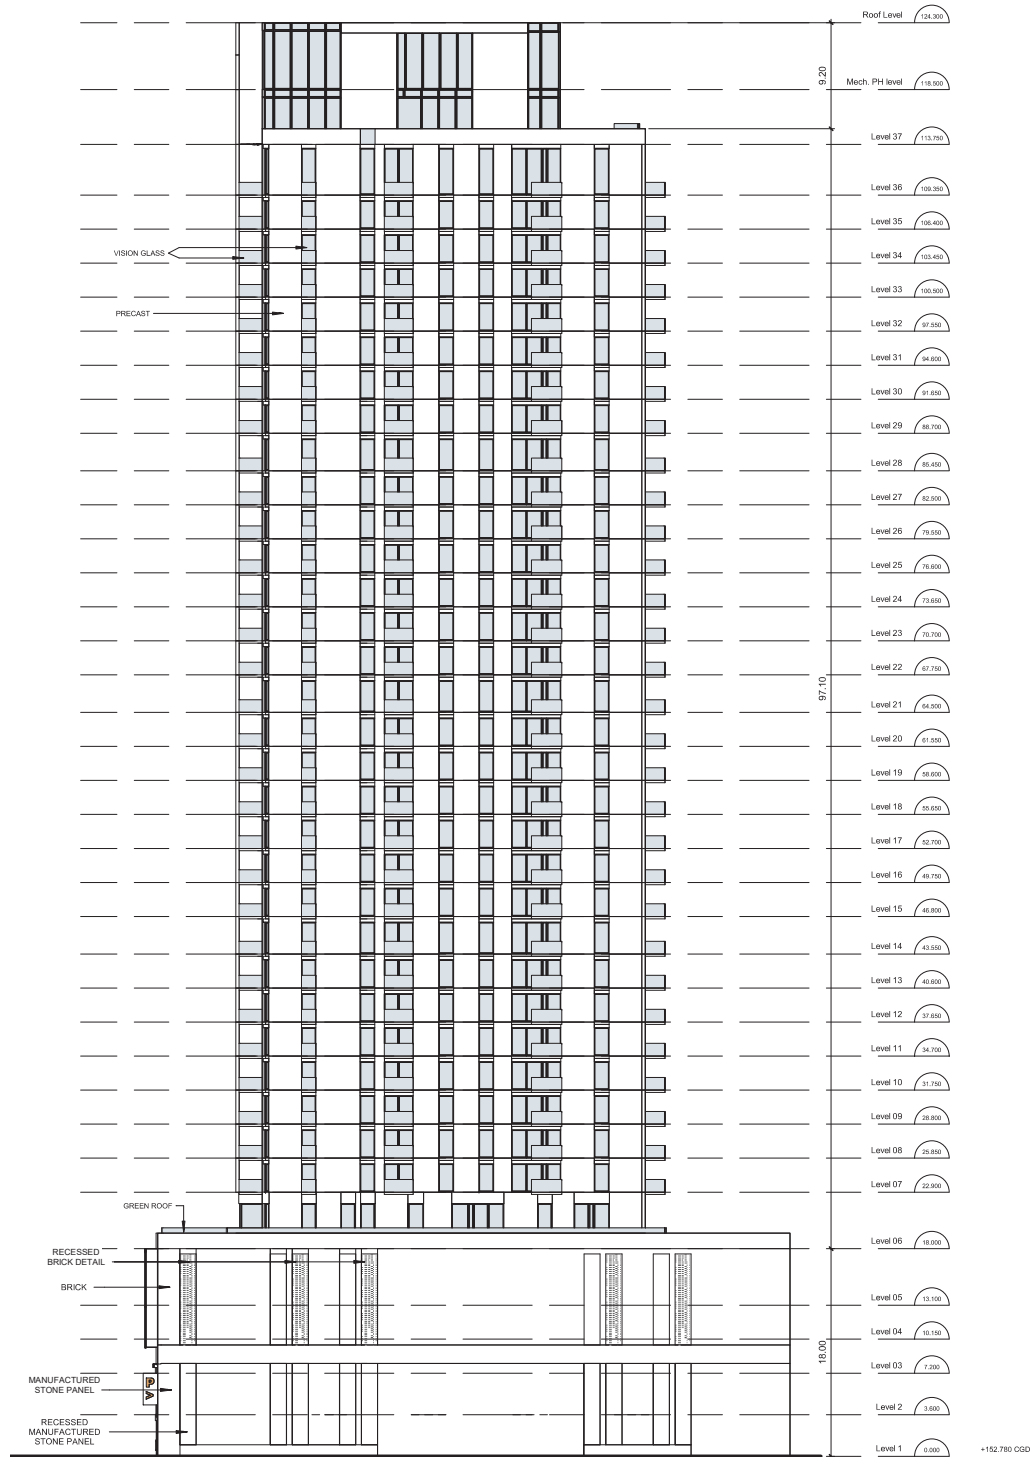 Roof Level 124.300
9.20
Mech. PH level 118.500
Level 37 113.750
Level 36 109.350
Level 35 106.400
VISION GLASS
Level 34 103.450
Level 33 100.500
PRECAST
Level 32 97.550
Level 31 94.600
Level 30 91.650
Level 29 88.700
Level 28 85.450
Level 27 82.500
Level 26 79.550
Level 25 76.600
Level 24 73.650
Level 23 70.700
Level 22 67.750
97.10
Level 21 64.500
Level 20 61.550
Level 19 58.600
Level 18 55.650
Level 17 52.700
Level 16 49.750
Level 15 46.800
Level 14 43.550
Level 13 40.600
Level 12 37.650
Level 11 34.700
Level 10 31.750
Level 09 28.800
Level 08 25.850
Level 07 22.900
GREEN ROOF
Level 06 18.000
RECESSED
BRICK DETAIL
BRICK
Level 05 13.100
Level 04 10.150
18.00
Level 03 7.200
MANUFACTURED
STONE PANEL
P
Level 2 3.600
RECESSED
MANUFACTURED
STONE PANEL
Level 1 0.000 +152.780 CGD